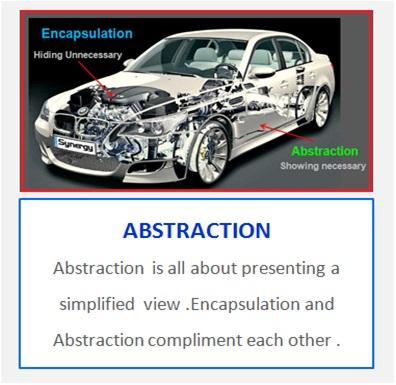 Encapsulation
Hiding Unnecessary
Synergy
Abstraction
Showing necessary
ABSTRACTION
Abstraction is all about presenting a
simplified view .Encapsulation and
Abstraction compliment each other .